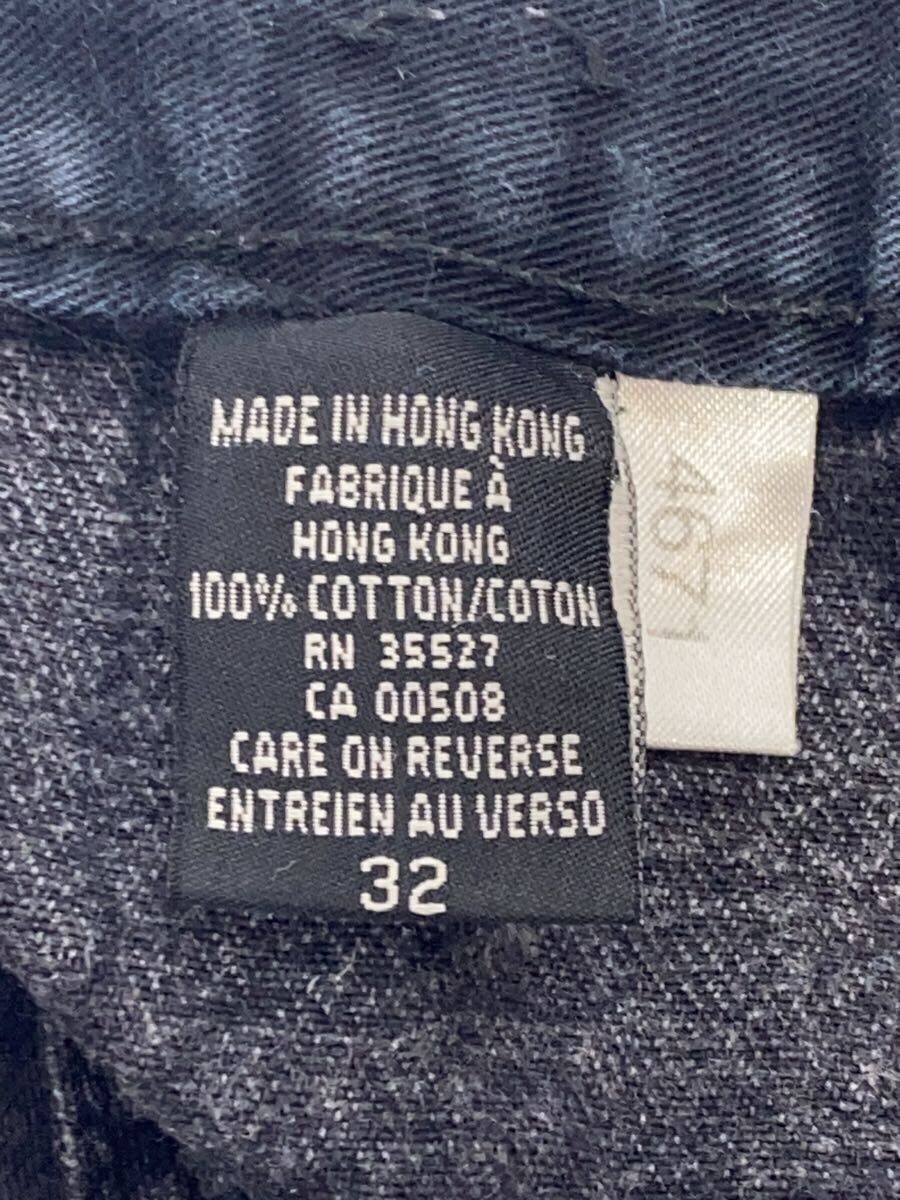 MADE IN HONG KONG
FABRIQUE À
HONG KONG
100% COTTON/COTON
RN 35527
CA 00508
CARE ON REVERSE
ENTREIEN AU VERSO
32
4671